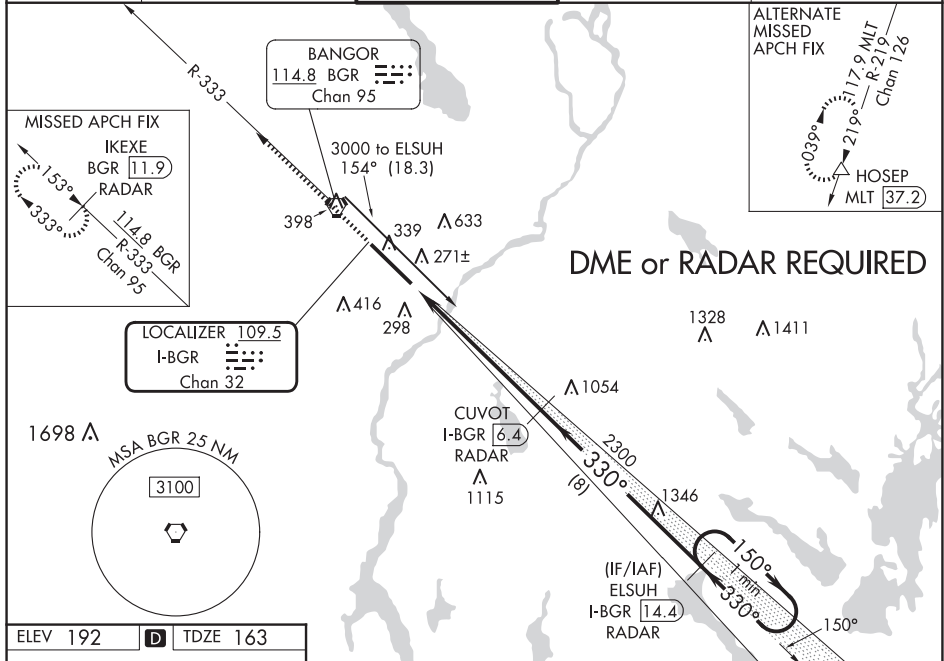 ALTERNATE
MISSED
APCH FIX
117.9 MLT
R-219
Chan 126
039°
219°
HOSEP
MLT 37.2
R-333
BANGOR
114.8 BGR
Chan 95
MISSED APCH FIX
IKEXE
BGR 11.9
RADAR
153°
333°
114.8 BGR
R-333
Chan 95
3000 to ELSUH
154° (18.3)
398
339
633
271±
DME or RADAR REQUIRED
416
298
1328
1411
LOCALIZER 109.5
I-BGR
Chan 32
1054
CUVOT
I-BGR 6.4
RADAR
1115
2300
330°
(8)
1346
1698
MSA BGR 25 NM
3100
(IF/IAF)
ELSUH
I-BGR 14.4
RADAR
150°
1 min
330°
150°
ELEV 192 D TDZE 163